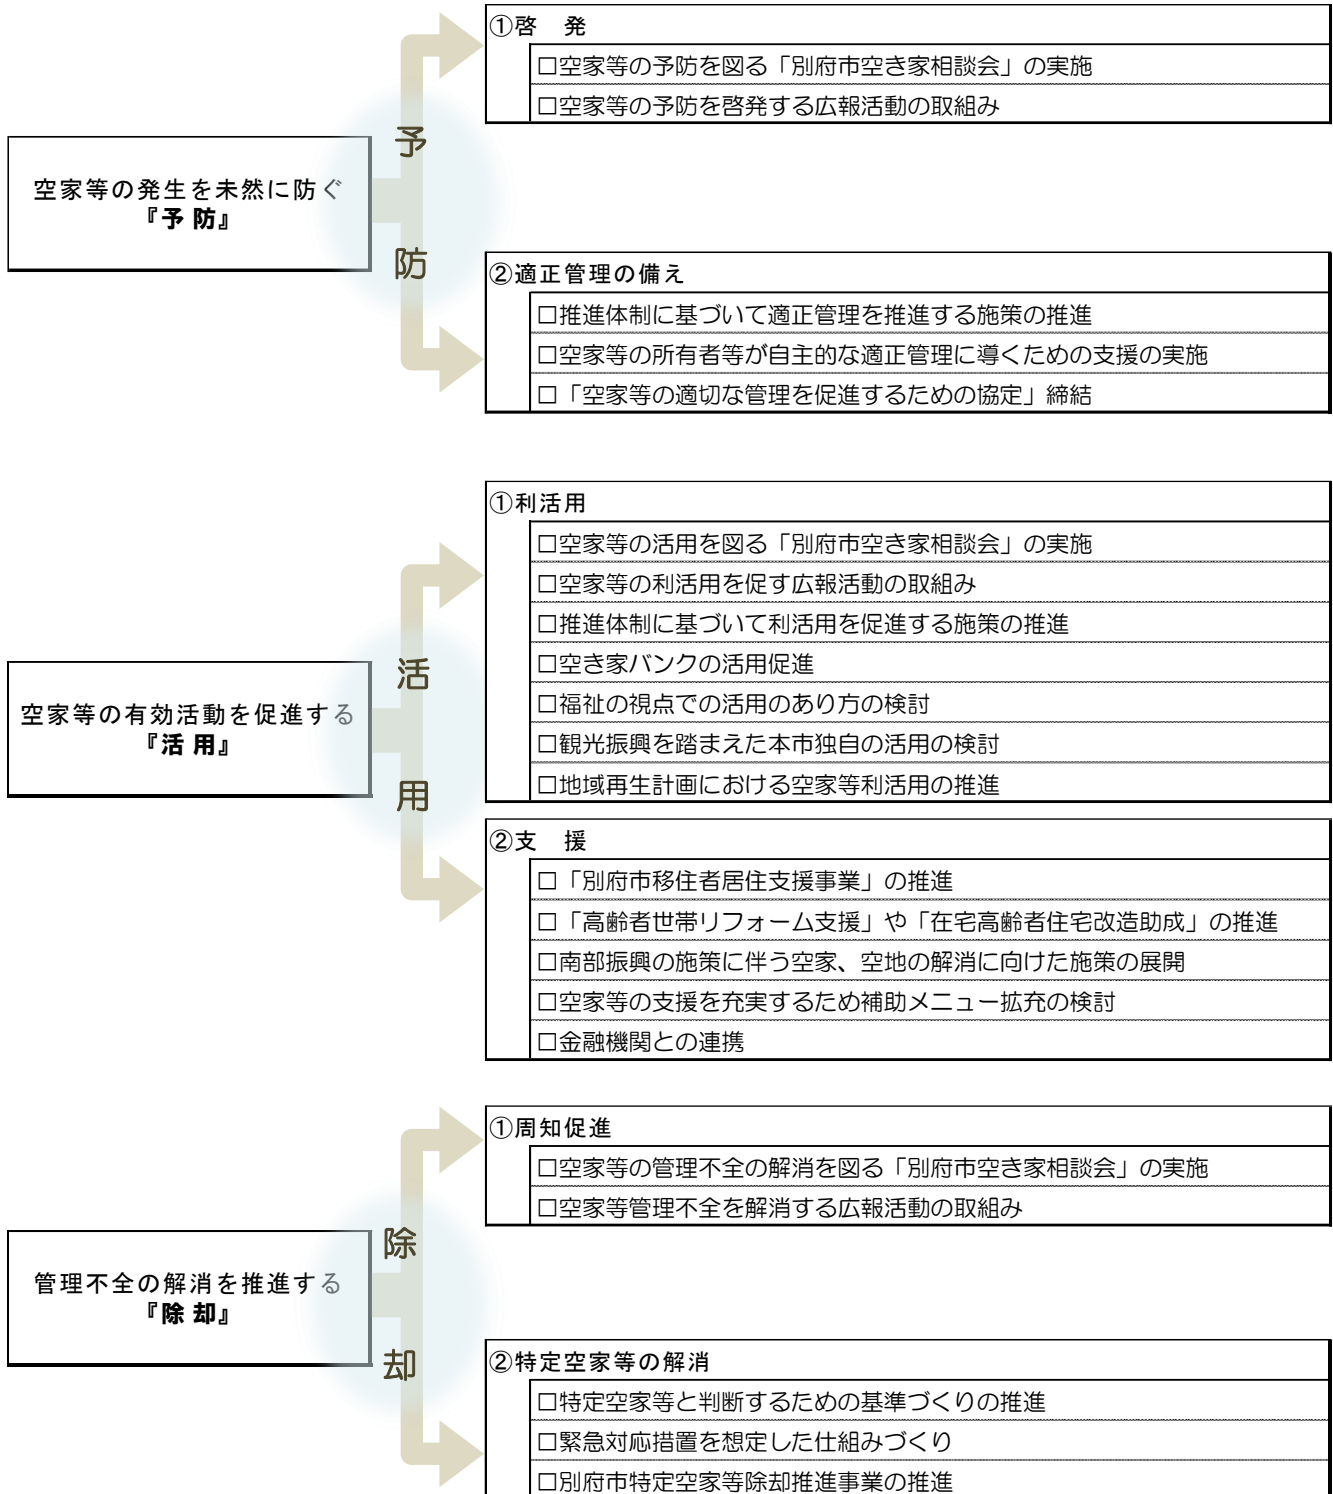 空家等の発生を未然に防ぐ
『予 防』
予
防
①啓　発
□空家等の予防を図る「別府市空き家相談会」の実施
□空家等の予防を啓発する広報活動の取組み
②適正管理の備え
□推進体制に基づいて適正管理を推進する施策の推進
□空家等の所有者等が自主的な適正管理に導くための支援の実施
□「空家等の適切な管理を促進するための協定」締結
空家等の有効活動を促進する
『活 用』
活
用
①利活用
□空家等の活用を図る「別府市空き家相談会」の実施
□空家等の利活用を促す広報活動の取組み
□推進体制に基づいて利活用を促進する施策の推進
□空き家バンクの活用促進
□福祉の視点での活用のあり方の検討
□観光振興を踏まえた本市独自の活用の検討
□地域再生計画における空家等利活用の推進
②支　援
□「別府市移住者居住支援事業」の推進
□「高齢者世帯リフォーム支援」や「在宅高齢者住宅改造助成」の推進
□南部振興の施策に伴う空家、空地の解消に向けた施策の展開
□空家等の支援を充実するため補助メニュー拡充の検討
□金融機関との連携
管理不全の解消を推進する
『除 却』
除
却
①周知促進
□空家等の管理不全の解消を図る「別府市空き家相談会」の実施
□空家等管理不全を解消する広報活動の取組み
②特定空家等の解消
□特定空家等と判断するための基準づくりの推進
□緊急対応措置を想定した仕組みづくり
□別府市特定空家等除却推進事業の推進